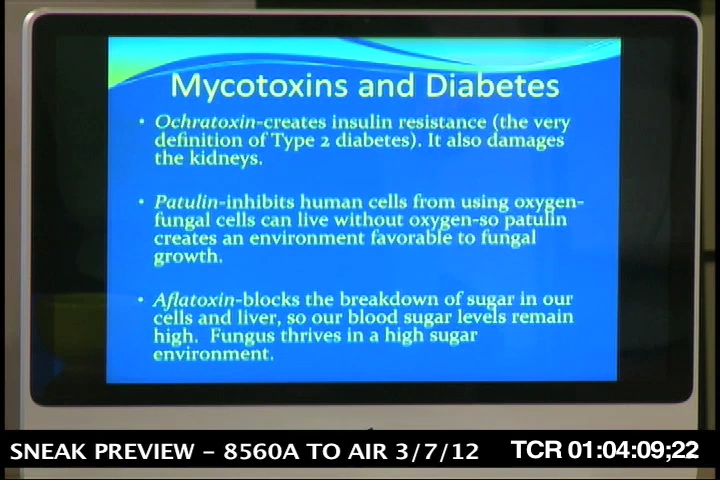 Mycotoxins and Diabetes
• Ochratoxin-creates insulin resistance (the very
definition of Type 2 diabetes). It also damages
the kidneys.
• Patulin-inhibits human cells from using oxygen-
fungal cells can live without oxygen-so patulin
creates an environment favorable to fungal
growth.
• Aflatoxin-blocks the breakdown of sugar in our
cells and liver, so our blood sugar levels remain
high. Fungus thrives in a high sugar
environment.
SNEAK PREVIEW – 8560A TO AIR 3/7/12 TCR 01:04:09;22